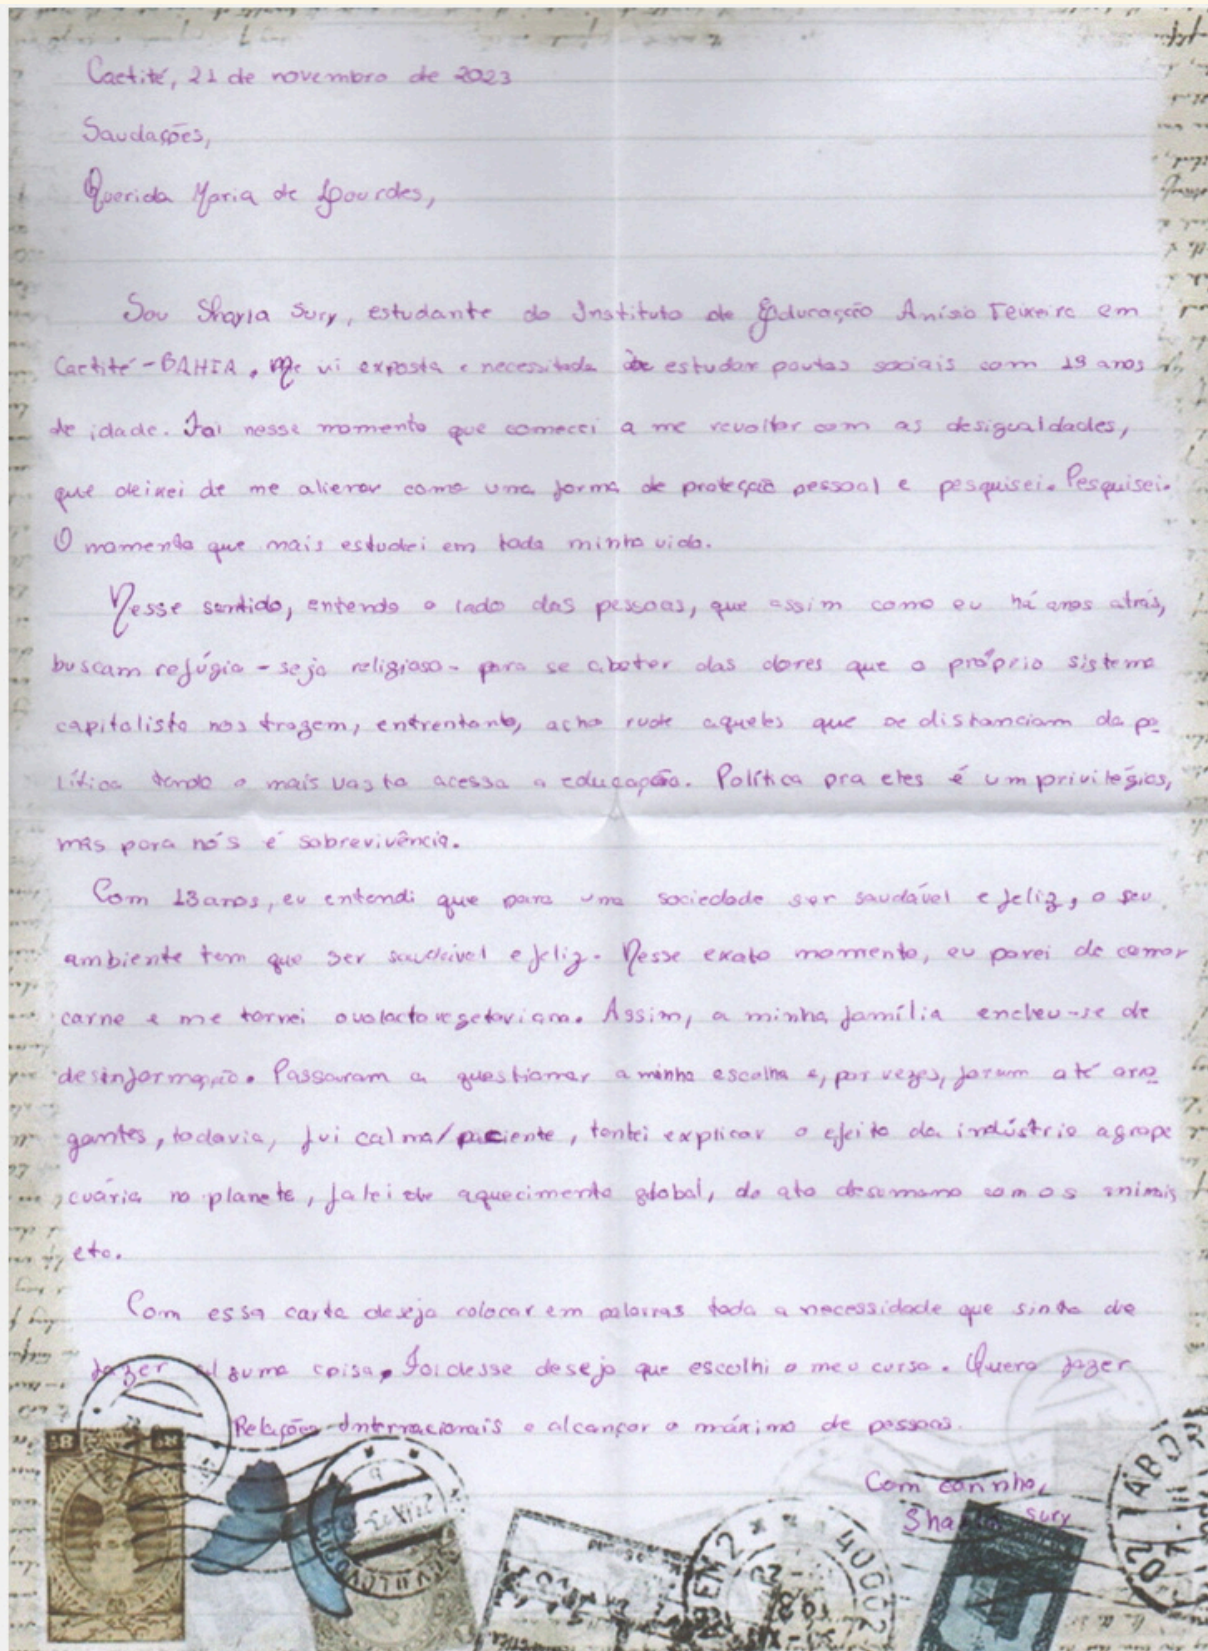 Caetité, 21 de novembro de 2023
Saudações,
Querida Maria de Lourdes,
Sou Shayla Sury, estudante do Instituto de Educação Anísio Teixeira em
Caetité-BAHIA. Me vi exposta e necessitada de estudar pautas sociais com 13 anos
de idade. Foi nesse momento que comecei a me revoltar com as desigualdades,
que deixei de me alienar como uma forma de proteção pessoal e pesquisei. Pesquisei.
O momento que mais estudei em toda minha vida.
Nesse sentido, entendo o lado das pessoas, que assim como eu há anos atrás,
buscam refúgio - seja religioso - para se abster das dores que o próprio sistema
capitalista nos trazem, entrentanto, acho rude aqueles que se distanciam da po
lítica tendo o mais vasto acesso a educação. Política pra eles é um privilégios,
mas para nós é sobrevivência.
Com 13 anos, eu entendi que para uma sociedade ser saudável e feliz, o seu
ambiente tem que ser saudável e feliz. Nesse exato momento, eu parei de comer
carne e me tornei ovolactovegetariana. Assim, a minha família encheu-se de
desinformação. Passaram a questionar a minha escolha e, por vezes, foram até arro
gantes, todavia, fui calma/paciente, tentei explicar o efeito da indústria agrope
cuária no planeta, falei de aquecimento global, do ato desumano com os animais
etc.
Com essa carta desejo colocar em palavras toda a necessidade que sinto de
fazer alguma coisa. Foi desse desejo que escolhi o meu curso. Quero fazer
Relações Internacionais e alcançar o máximo de pessoas.
Com carinho,
Shayla Sury